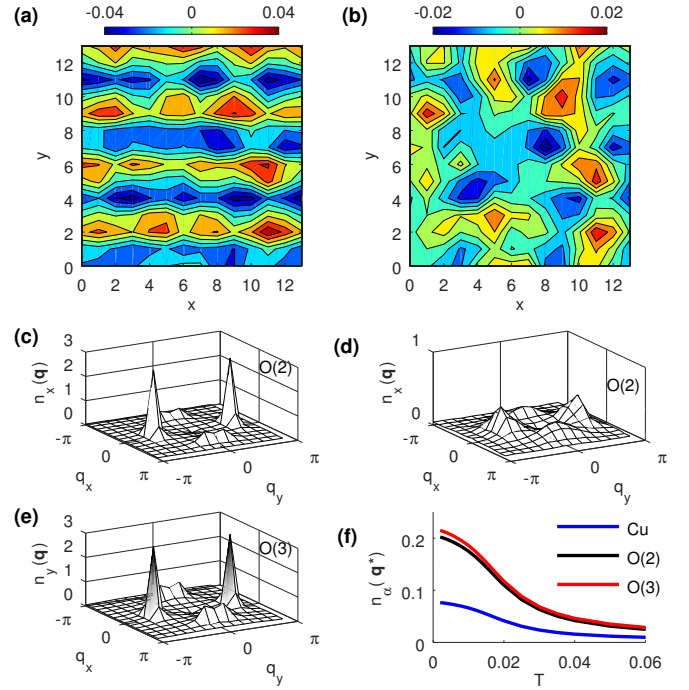 (a) -0.04 0 0.04
12
10
8
y
6
4
2
0
0 2 4 6 8 10 12
x
(b) -0.02 0 0.02
12
10
8
y
6
4
2
0
0 2 4 6 8 10 12
x
(c) 3
2
1
0
n_x(q)
O(2)
-π 0 π
q_x
-π 0 π
q_y
(d) 1
0
n_x(q)
O(2)
-π 0 π
q_x
-π 0 π
q_y
(e) 3
2
1
0
n_y(q)
O(3)
-π 0 π
q_x
-π 0 π
q_y
(f)
0.2
0.1
0
n_α(q*)
Cu
O(2)
O(3)
0 0.02 0.04 0.06
T